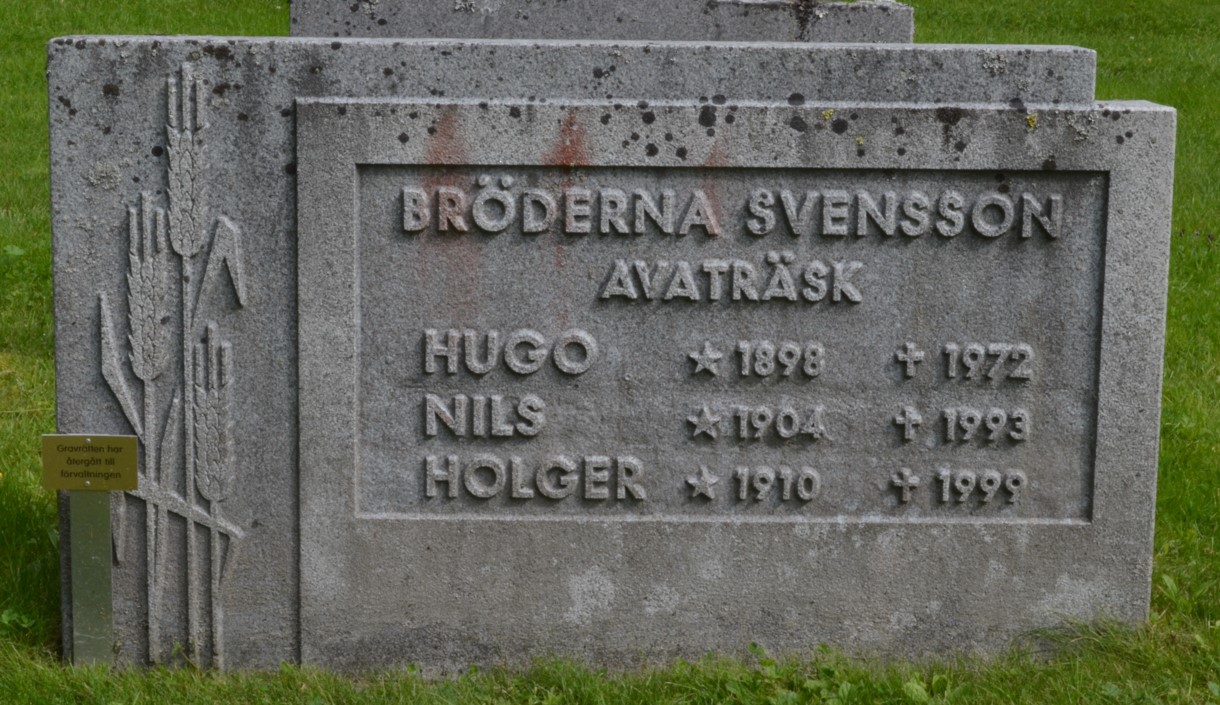 BRÖDERNA SVENSSON
AVATRÄSK
HUGO ★ 1898 ✝ 1972
NILS ★ 1904 ✝ 1993
HOLGER ★ 1910 ✝ 1999
Gravrätten har
återgått till
förvaltningen